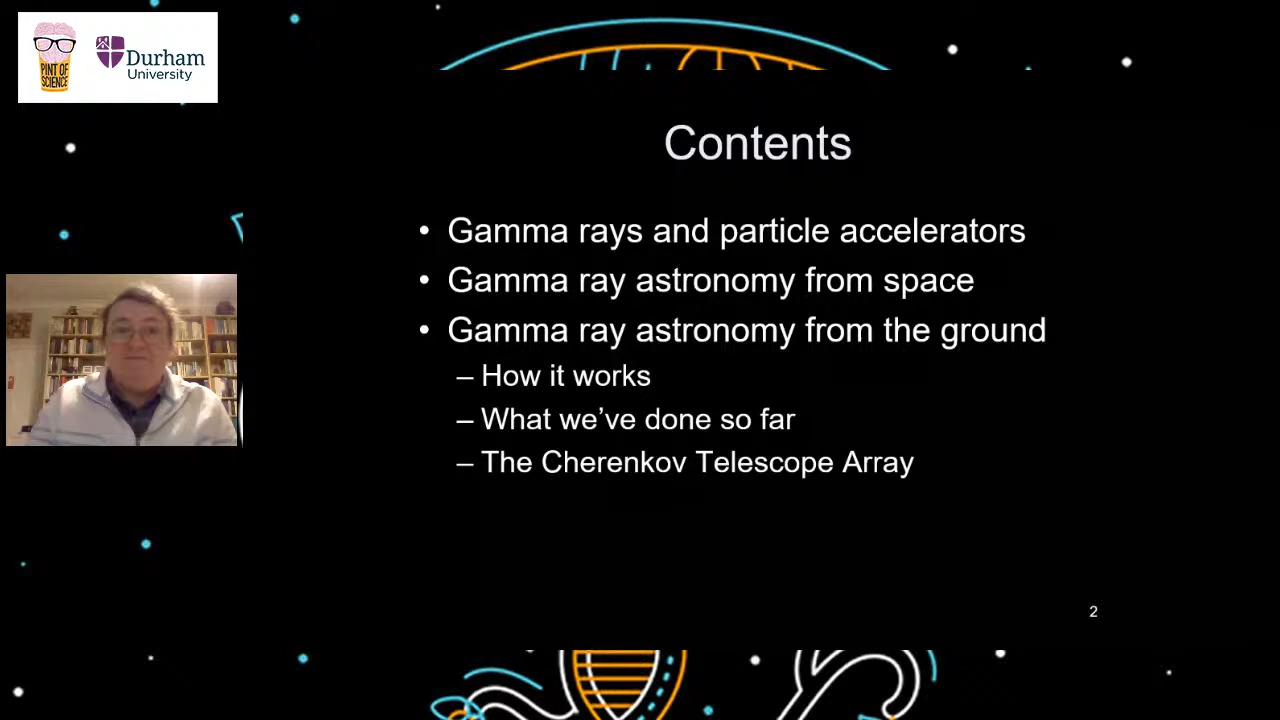 PINT OF
SCIENCE
Durham
University
Contents
• Gamma rays and particle accelerators
• Gamma ray astronomy from space
• Gamma ray astronomy from the ground
– How it works
– What we’ve done so far
– The Cherenkov Telescope Array
2